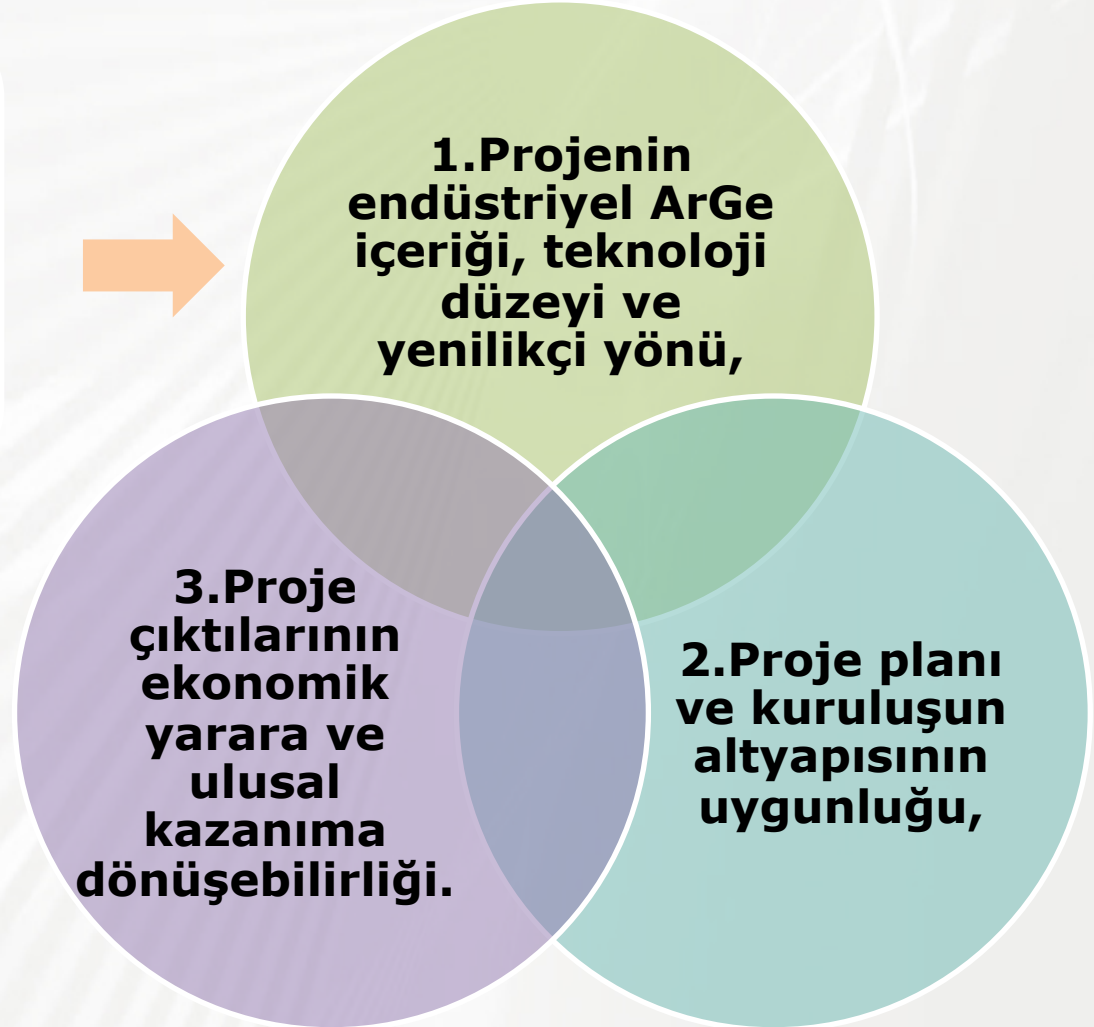 1.Projenin
endüstriyel ArGe
içeriği, teknoloji
düzeyi ve
yenilikçi yönü,
2.Proje planı
ve kuruluşun
altyapısının
uygunluğu,
3.Proje
çıktılarının
ekonomik
yarara ve
ulusal
kazanıma
dönüşebilirliği.